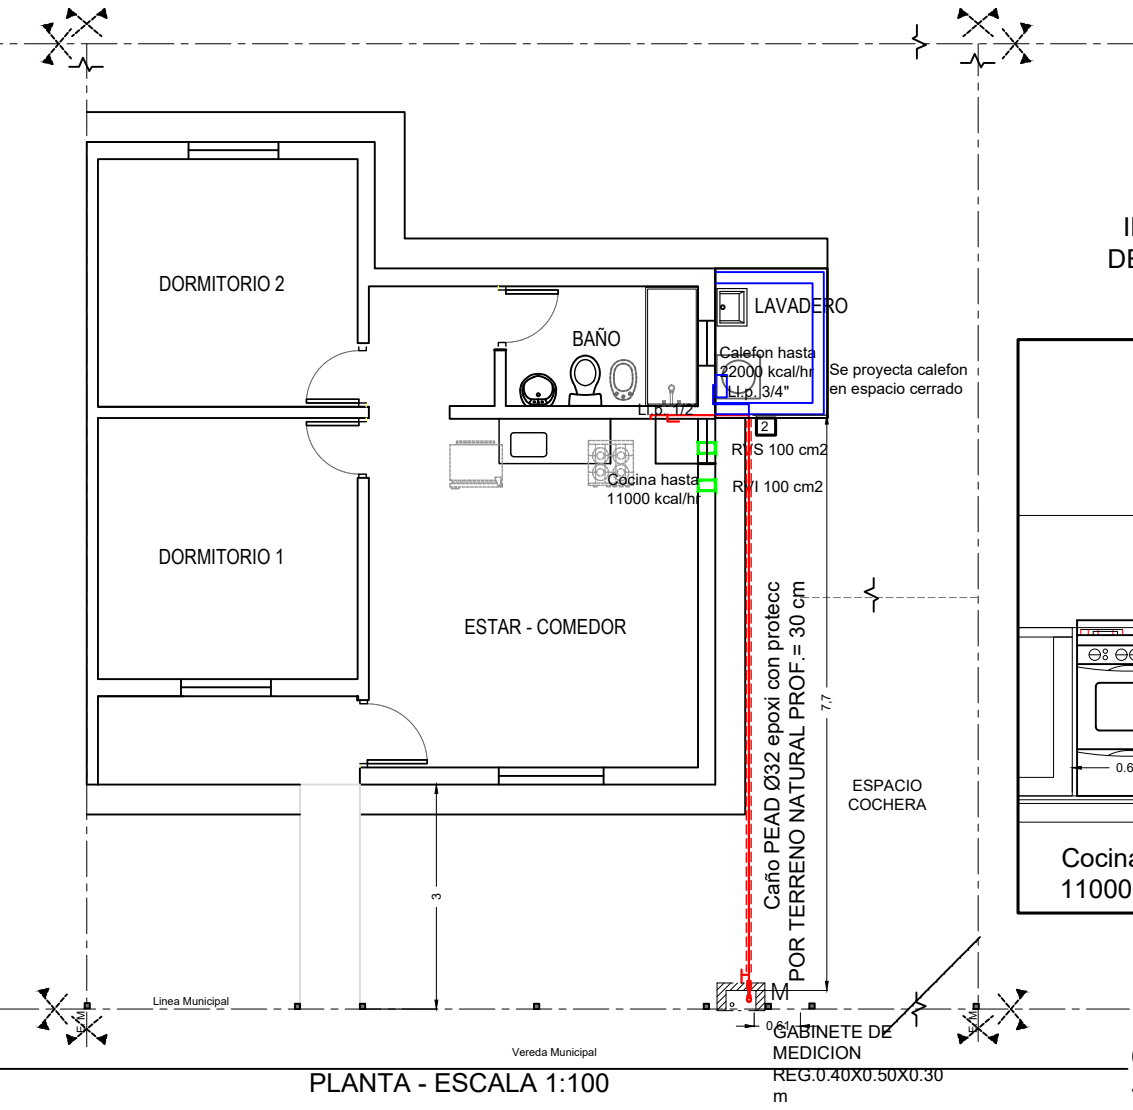 DORMITORIO 2
BAÑO
LAVADERO
Calefon hasta
22000 kcal/hr
Ll.p. 3/4"
Se proyecta calefon
en espacio cerrado
Ll.p. 1/2"
2
RVS 100 cm2
Cocina hasta
11000 kcal/hr
RVI 100 cm2
DORMITORIO 1
ESTAR - COMEDOR
Caño PEAD Ø32 epoxi con protecc
POR TERRENO NATURAL PROF.= 30 cm
7,7
ESPACIO
COCHERA
0.6
Cocina
11000
3
M
Linea Municipal
E.M
E.M
0,61
GABINETE DE
MEDICION
REG.0.40X0.50X0.30
m
Vereda Municipal
PLANTA - ESCALA 1:100